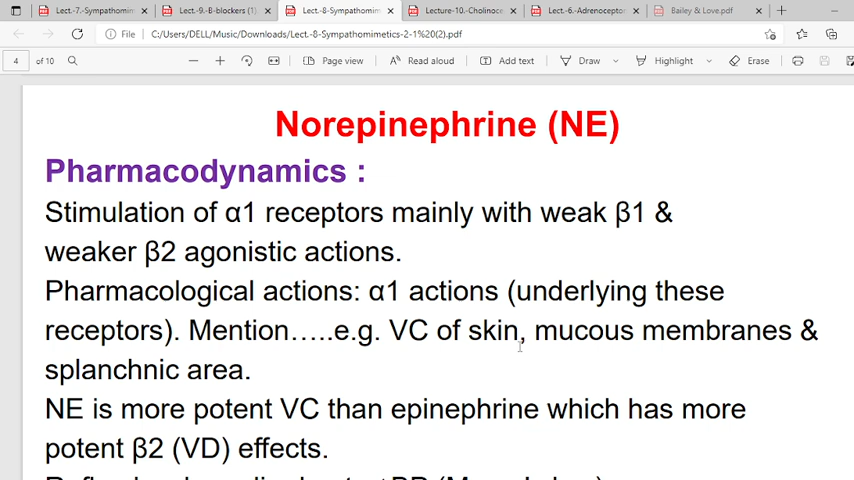 Lect.-7.-Sympathomim
Lect.-9.-B-blockers (1)
Lect.-8-Sympathomim
Lecture-10.-Cholinoce
Lect.-6.-Adrenoceptor
Bailey & Love.pdf
File C:/Users/DELL/Music/Downloads/Lect.-8-Sympathomimetics-2-1%20(2).pdf
4 of 10 Page view Read aloud Add text Draw Highlight Erase
Norepinephrine (NE)
Pharmacodynamics :
Stimulation of α1 receptors mainly with weak β1 &
weaker β2 agonistic actions.
Pharmacological actions: α1 actions (underlying these
receptors). Mention…..e.g. VC of skin, mucous membranes &
splanchnic area.
NE is more potent VC than epinephrine which has more
potent β2 (VD) effects.